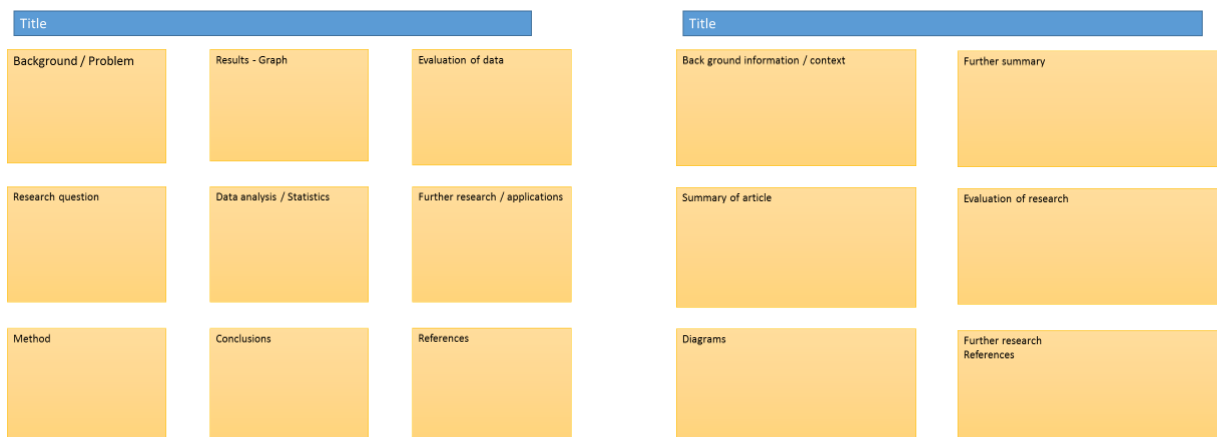 Title
Background / Problem
Results - Graph
Evaluation of data
Research question
Data analysis / Statistics
Further research / applications
Method
Conclusions
References
Title
Back ground information / context
Further summary
Summary of article
Evaluation of research
Diagrams
Further research
References